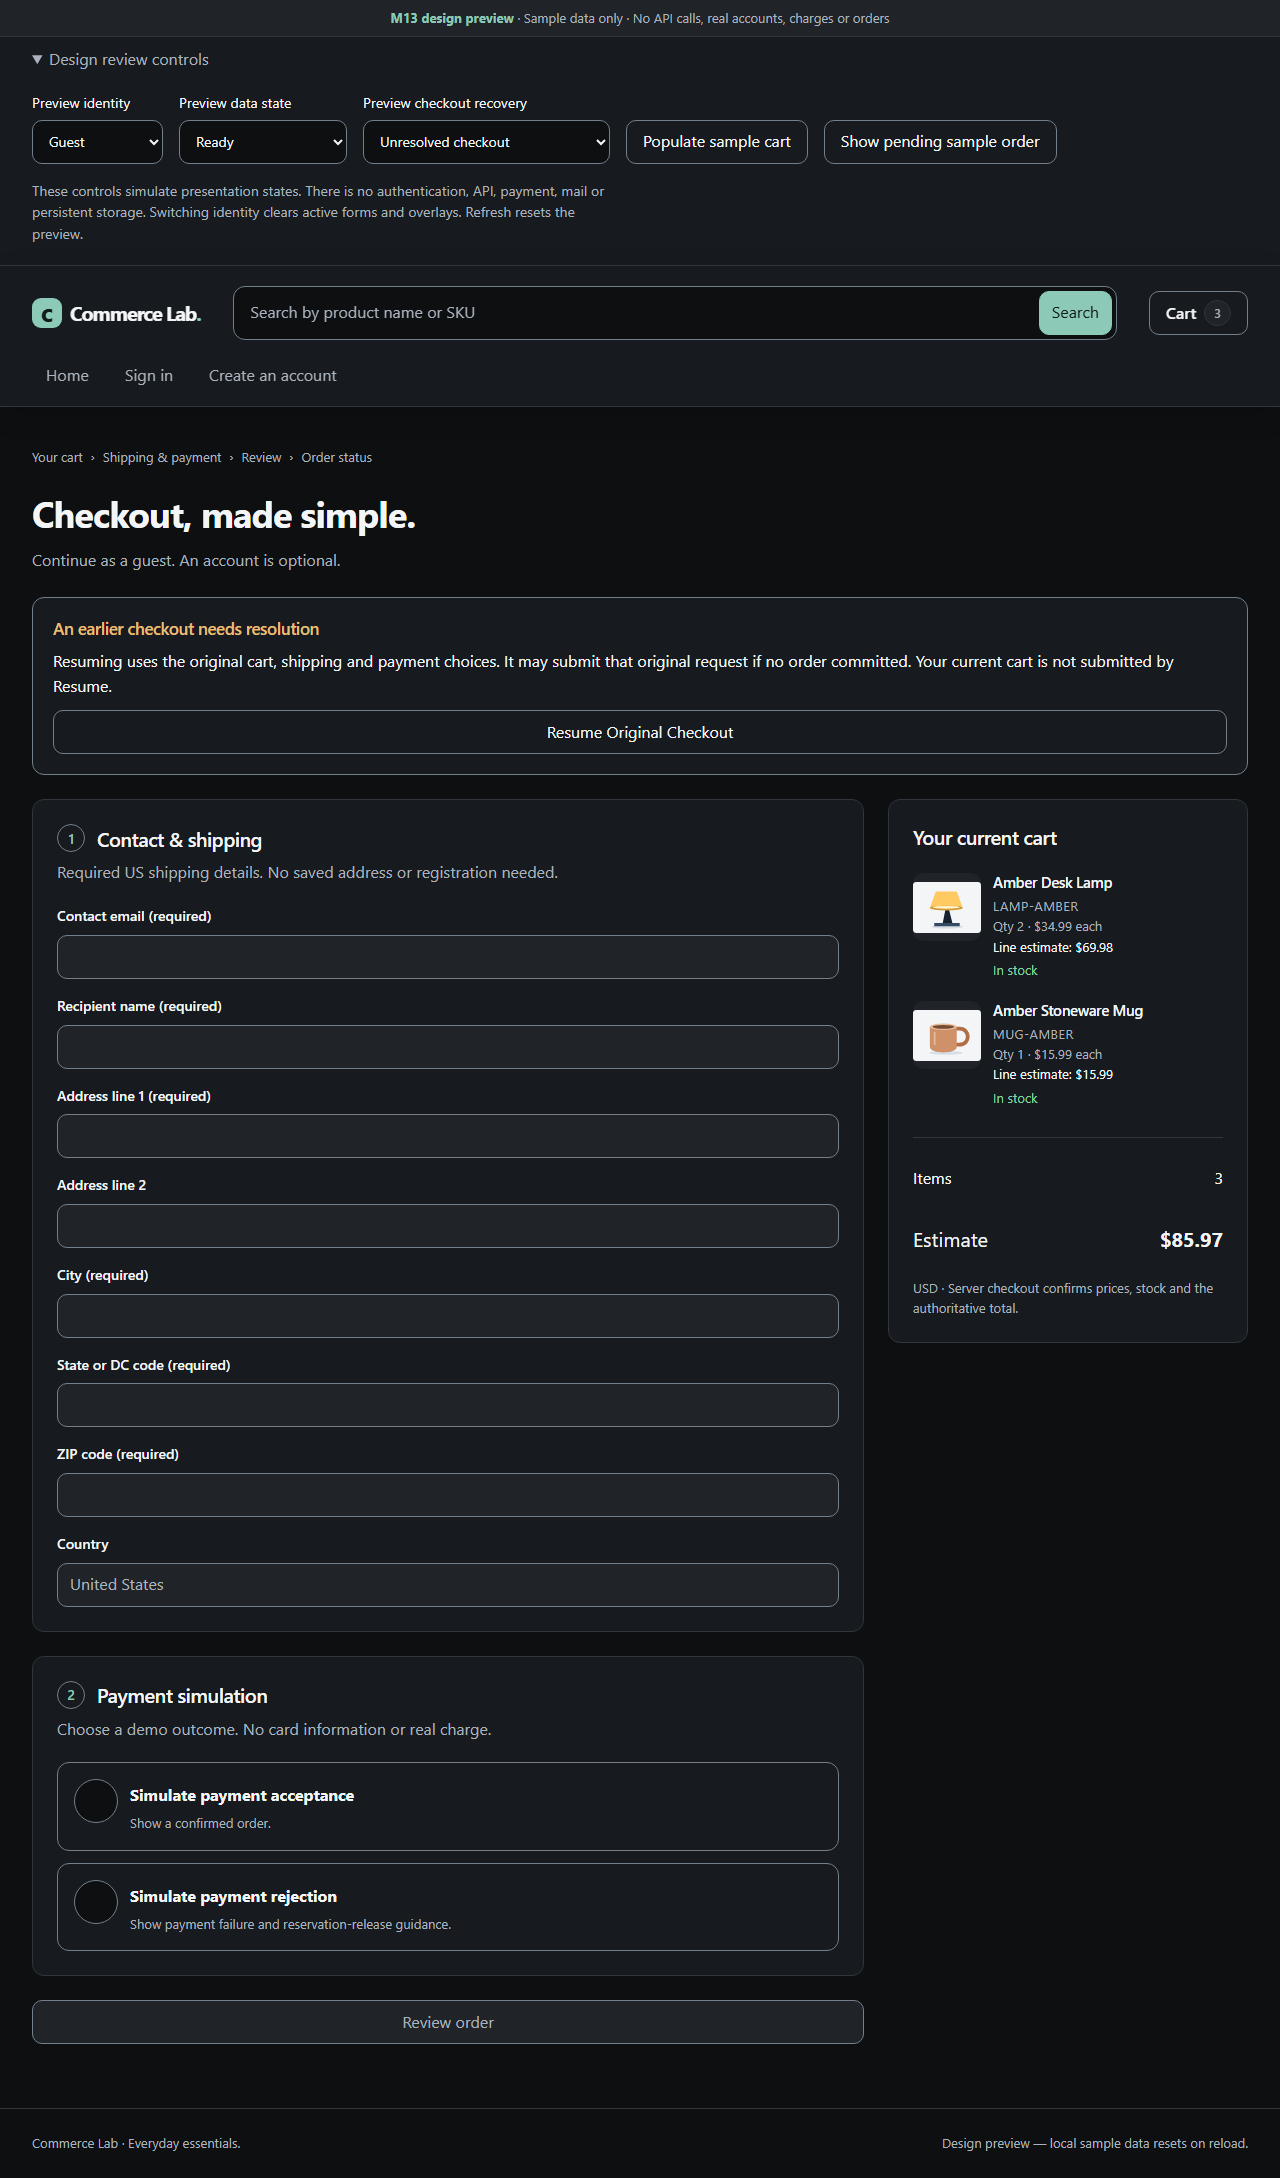 M13 design preview · Sample data only · No API calls, real accounts, charges or orders
▼ Design review controls
Preview identity
Preview data state
Preview checkout recovery
Guest
Ready
Unresolved checkout
Populate sample cart
Show pending sample order
These controls simulate presentation states. There is no authentication, API, payment, mail or
persistent storage. Switching identity clears active forms and overlays. Refresh resets the
preview.
c Commerce Lab.
Search by product name or SKU
Search
Cart 3
Home
Sign in
Create an account
Your cart › Shipping & payment › Review › Order status
Checkout, made simple.
Continue as a guest. An account is optional.
An earlier checkout needs resolution
Resuming uses the original cart, shipping and payment choices. It may submit that original request if no order committed. Your current cart is not submitted by
Resume.
Resume Original Checkout
1 Contact & shipping
Required US shipping details. No saved address or registration needed.
Contact email (required)
Recipient name (required)
Address line 1 (required)
Address line 2
City (required)
State or DC code (required)
ZIP code (required)
Country
United States
2 Payment simulation
Choose a demo outcome. No card information or real charge.
Simulate payment acceptance
Show a confirmed order.
Simulate payment rejection
Show payment failure and reservation-release guidance.
Review order
Your current cart
Amber Desk Lamp
LAMP-AMBER
Qty 2 · $34.99 each
Line estimate: $69.98
In stock
Amber Stoneware Mug
MUG-AMBER
Qty 1 · $15.99 each
Line estimate: $15.99
In stock
Items 3
Estimate $85.97
USD · Server checkout confirms prices, stock and the
authoritative total.
Commerce Lab · Everyday essentials.
Design preview — local sample data resets on reload.